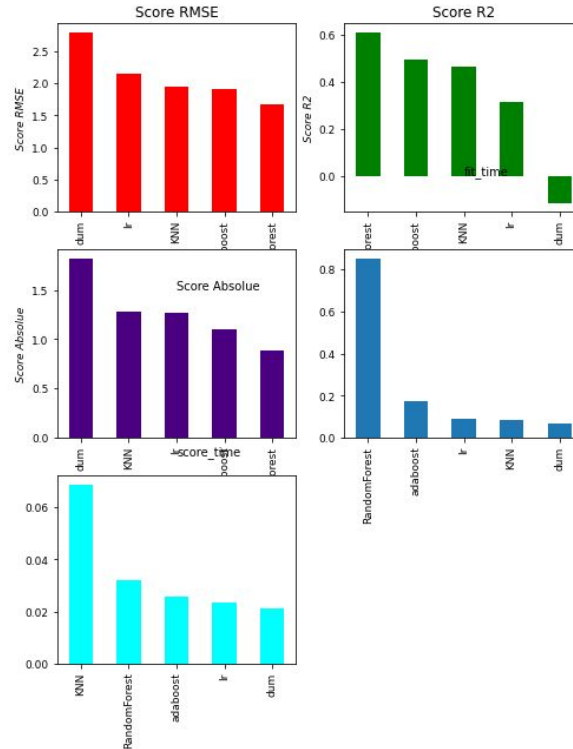 Score RMSE
Score RMSE
2.5
2.0
1.5
1.0
0.5
0.0
dum
lr
KNN
boost
orest
Score R2
Score R2
0.6
0.4
0.2
0.0
fit_time
orest
adaboost
KNN
lr
dum
Score Absolue
Score Absolue
1.5
1.0
0.5
0.0
dum
KNN
lr
boost
orest
0.8
0.6
0.4
0.2
0.0
RandomForest
adaboost
lr
KNN
dum
score_time
0.06
0.04
0.02
0.00
KNN
RandomForest
adaboost
lr
dum